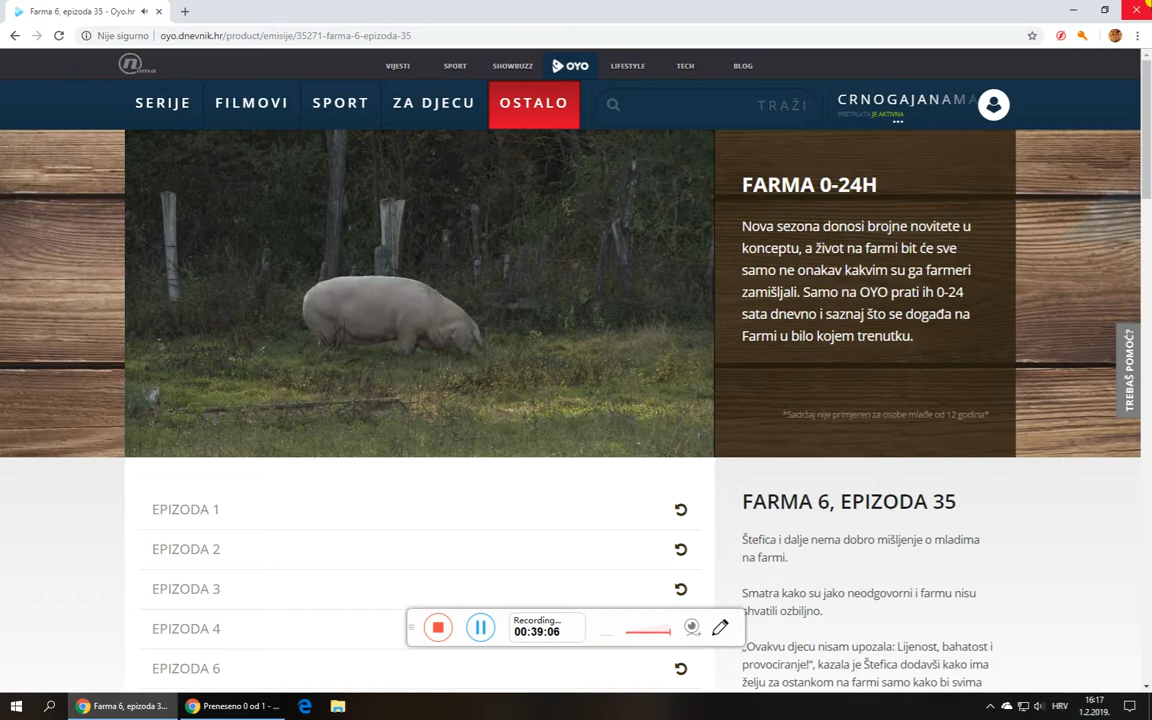 Farma 6, epizoda 35 - Oyo.hr
Nije sigurno
oyo.dnevnik.hr/product/emisije/35271-farma-6-epizoda-35
nova
VIJESTI
SPORT
SHOWBUZZ
OYO
LIFESTYLE
TECH
BLOG
SERIJE
FILMOVI
SPORT
ZA DJECU
OSTALO
TRAŽI
CRNOGAJANAMA
PRETPLATA JE AKTIVNA
FARMA 0-24H
Nova sezona donosi brojne novitete u
konceptu, a život na farmi bit će sve
samo ne onakav kakvim su ga farmeri
zamišljali. Samo na OYO prati ih 0-24
sata dnevno i saznaj što se događa na
Farmi u bilo kojem trenutku.
*Sadržaj nije primjeren za osobe mlađe od 12 godina*
TREBAŠ POMOĆ?
EPIZODA 1
EPIZODA 2
EPIZODA 3
EPIZODA 4
EPIZODA 6
FARMA 6, EPIZODA 35
Štefica i dalje nema dobro mišljenje o mladima
na farmi.
Smatra kako su jako neodgovorni i farmu nisu
shvatili ozbiljno.
„Ovakvu djecu nisam upozala: Lijenost, bahatost i
provociranje!“, kazala je Štefica dodavši kako ima
želju za ostankom na farmi samo kako bi svima
Recording...
00:39:06
Farma 6, epizoda 3...
Preneseno 0 od 1 - ...
HRV
16:17
1.2.2019.